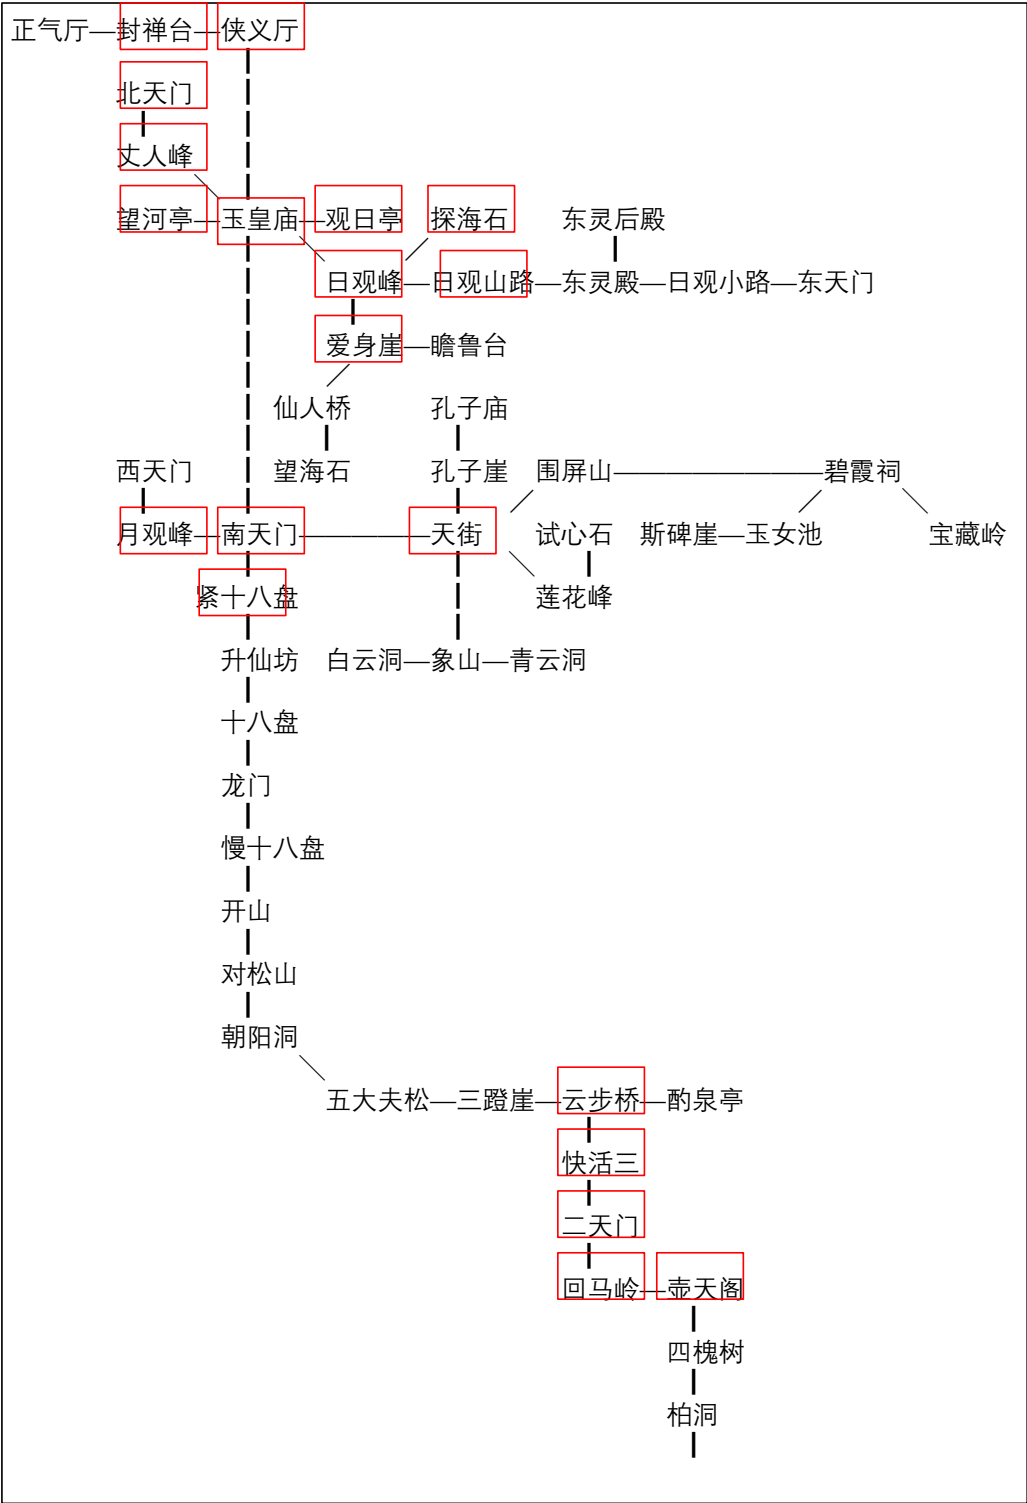 正气厅—封禅台—侠义厅
北天门
丈人峰
望河亭—玉皇庙—观日亭 探海石 东灵后殿
日观峰—日观山路—东灵殿—日观小路—东天门
爱身崖—瞻鲁台
仙人桥 孔子庙
西天门 望海石 孔子崖 围屏山————————碧霞祠
月观峰—南天门—————天街 试心石 斯碑崖—玉女池 宝藏岭
紧十八盘 莲花峰
升仙坊 白云洞—象山—青云洞
十八盘
龙门
慢十八盘
开山
对松山
朝阳洞
五大夫松—三蹬崖—云步桥—酌泉亭
快活三
二天门
回马岭—壶天阁
四槐树
柏洞